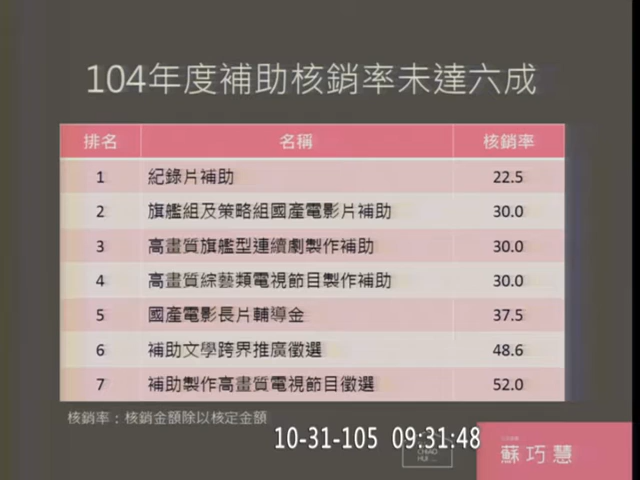 104年度補助核銷率未達六成
排名 名稱 核銷率
1 紀錄片補助 22.5
2 旗艦組及策略組國產電影片補助 30.0
3 高畫質旗艦型連續劇製作補助 30.0
4 高畫質綜藝類電視節目製作補助 30.0
5 國產電影長片輔導金 37.5
6 補助文學跨界推廣徵選 48.6
7 補助製作高畫質電視節目徵選 52.0
核銷率：核銷金額除以核定金額
10-31-105 09:31:48
蘇巧慧